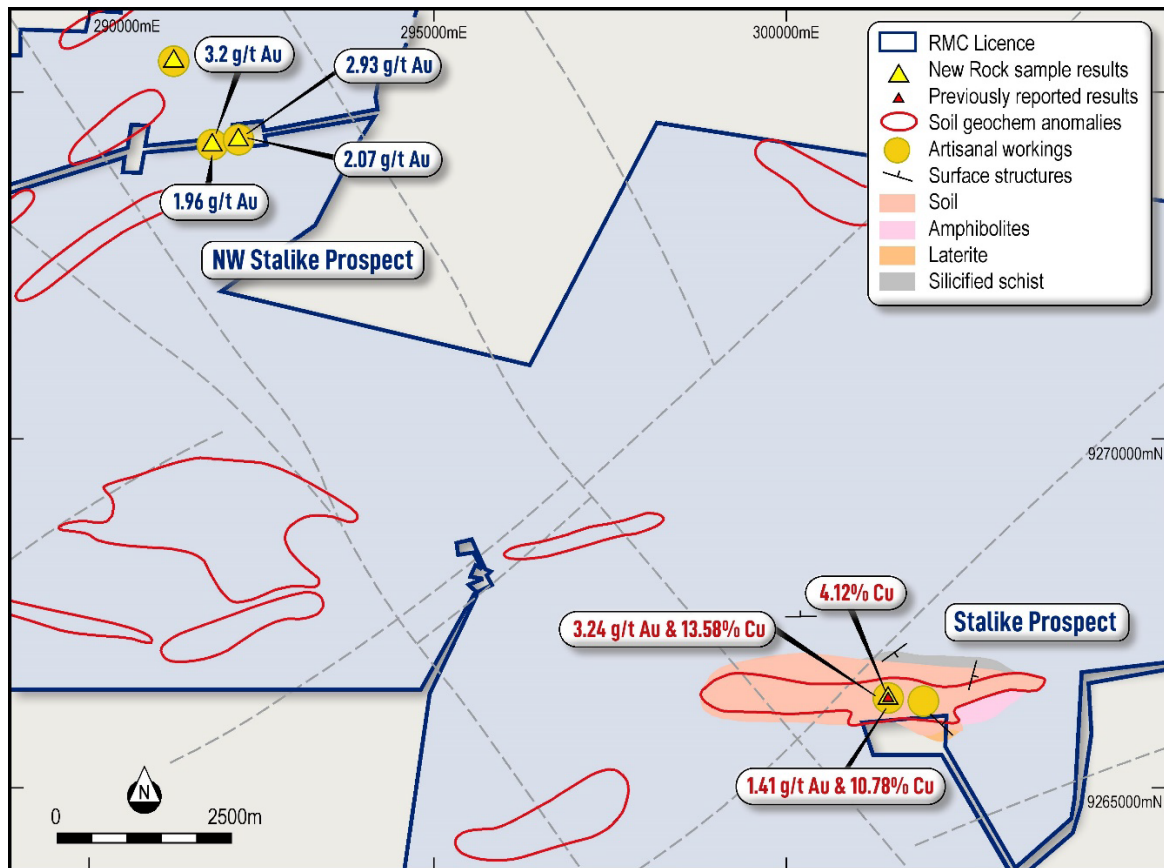 290000mE
295000mE
300000mE
3.2 g/t Au
2.93 g/t Au
2.07 g/t Au
1.96 g/t Au
NW Stalike Prospect
RMC Licence
New Rock sample results
Previously reported results
Soil geochem anomalies
Artisanal workings
Surface structures
Soil
Amphibolites
Laterite
Silicified schist
9270000mN
4.12% Cu
3.24 g/t Au & 13.58% Cu
Stalike Prospect
1.41 g/t Au & 10.78% Cu
9265000mN
N
0 2500m